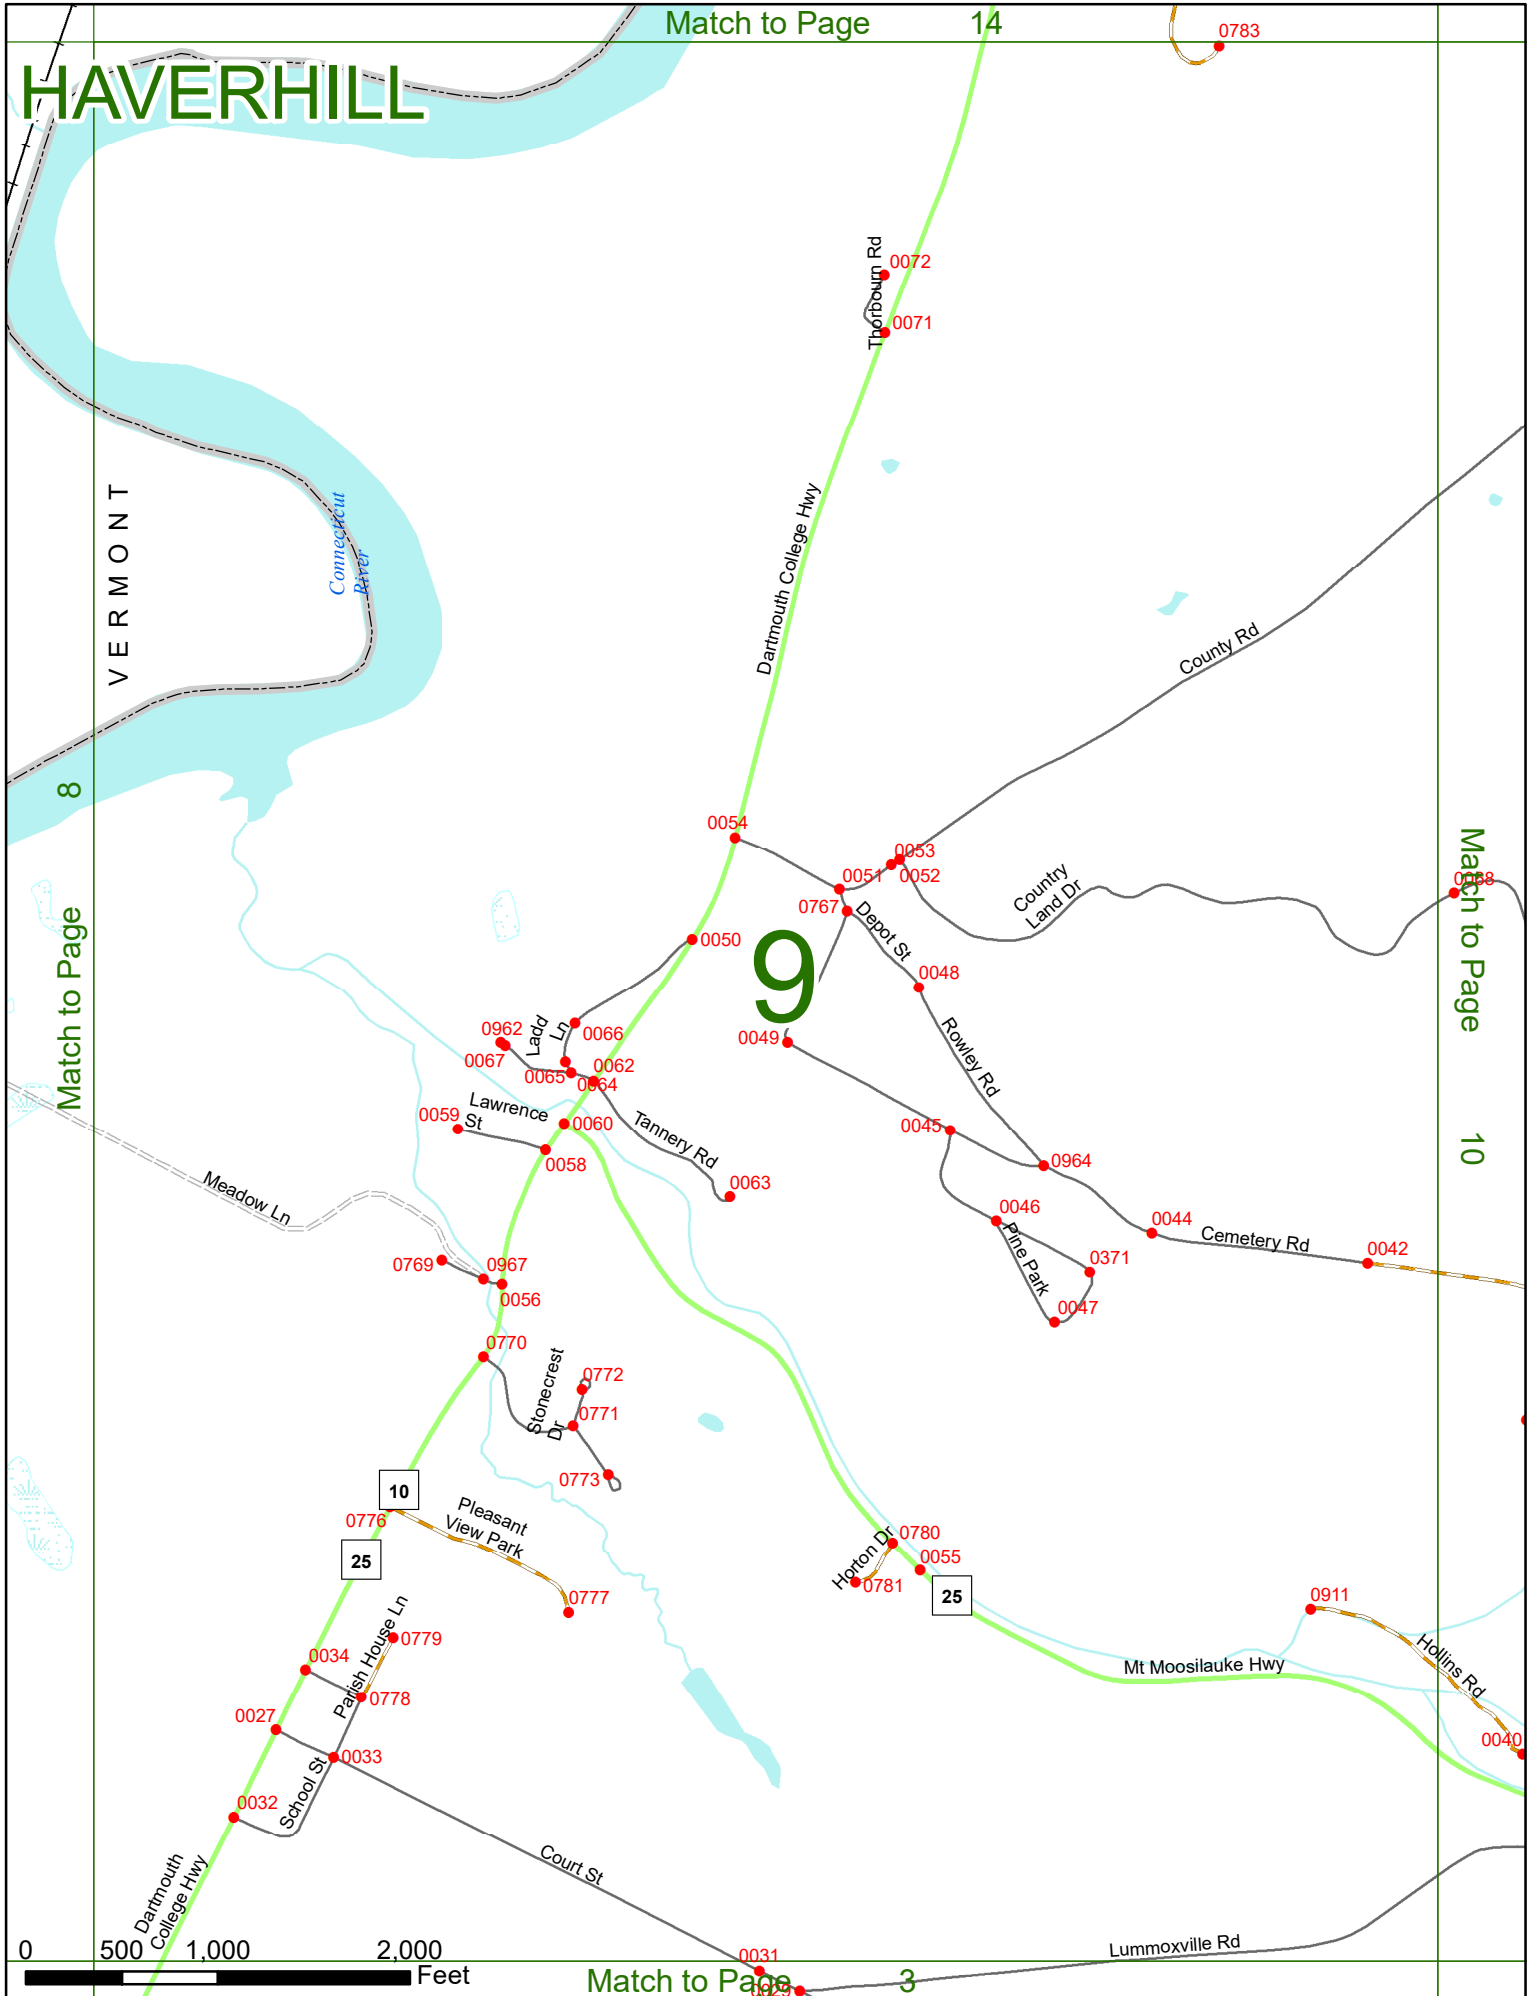 Match to Page 14
0783
HAVERHILL
Thorbourn Rd
0072
0071
VERMONT
Connecticut
River
Dartmouth College Hwy
County Rd
8
Match to Page
0054
0053
0051
0052
0767
Depot St
Country
Land Dr
0088
Match to Page
10
0050
9
0048
0049
Rowley Rd
0962
0067
Ladd
Ln
0066
0065
0062
0064
Lawrence
St
0059
0060
0058
Tannery Rd
0063
0045
0964
0046
Pine Park
0371
0047
0044
Cemetery Rd
0042
Meadow Ln
0769
0967
0056
0770
Stonecrest
Dr
0772
0771
0773
10
0776
Pleasant
View Park
25
0777
Horton Dr
0780
0055
0781
25
0911
Hollins Rd
0040
Mt Moosilauke Hwy
Parish House Ln
0779
0034
0778
0027
0033
School St
0032
Court St
Dartmouth
College Hwy
Lummoxville Rd
0031
0029
0 500 1,000 2,000
Feet
Match to Page 3